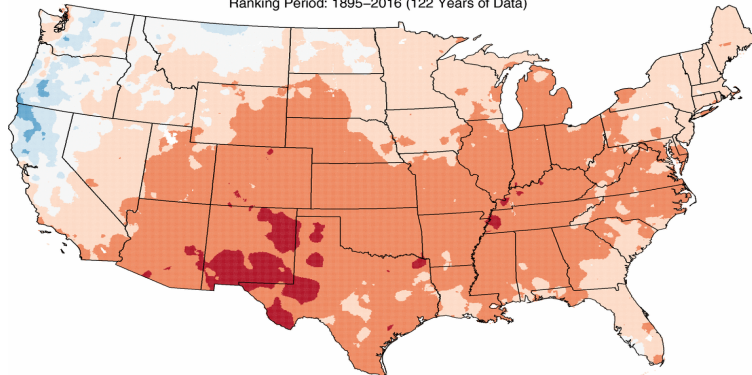 Ranking Period: 1895–2016 (122 Years of Data)